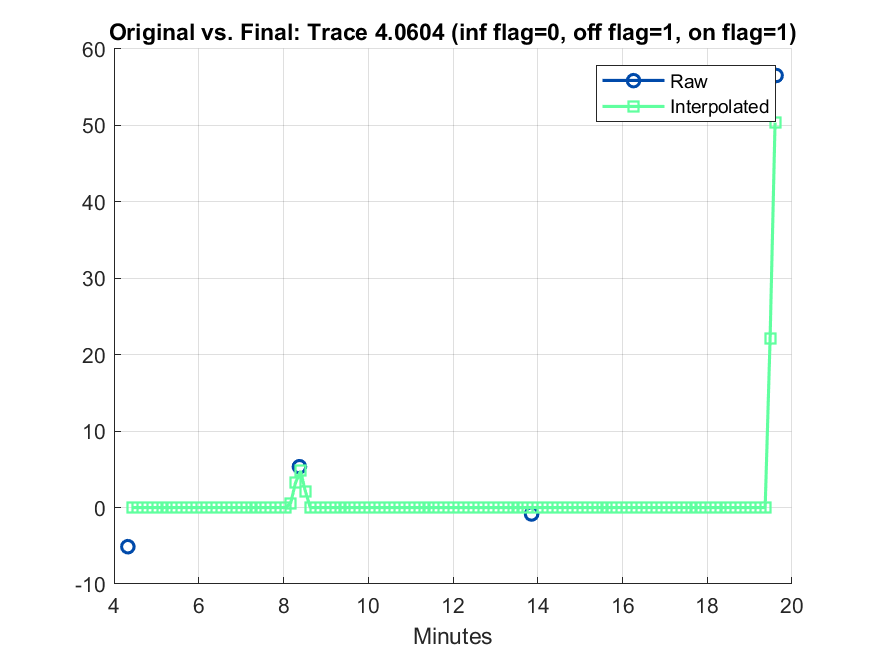 Original vs. Final: Trace 4.0604 (inf flag=0, off flag=1, on flag=1)
60
50
40
30
20
10
0
-10
Raw
Interpolated
4 6 8 10 12 14 16 18 20
Minutes